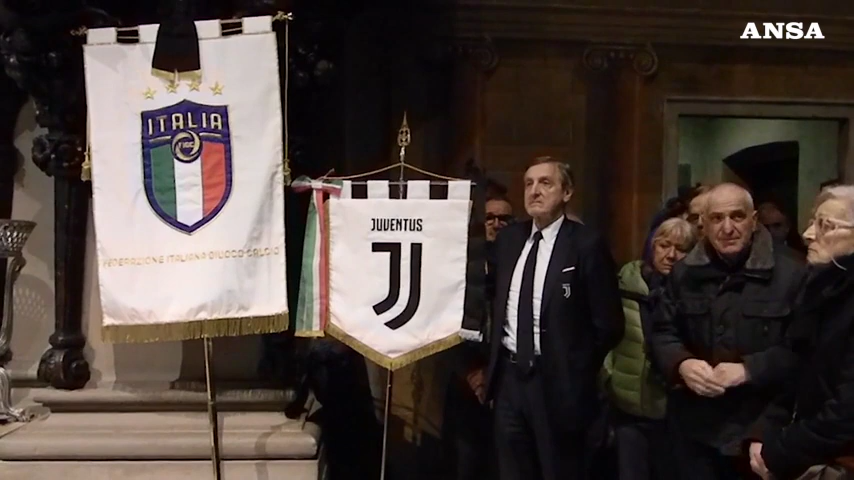 ANSA
ITALIA
FIGC
FEDERAZIONE ITALIANA GIUOCO CALCIO
JUVENTUS